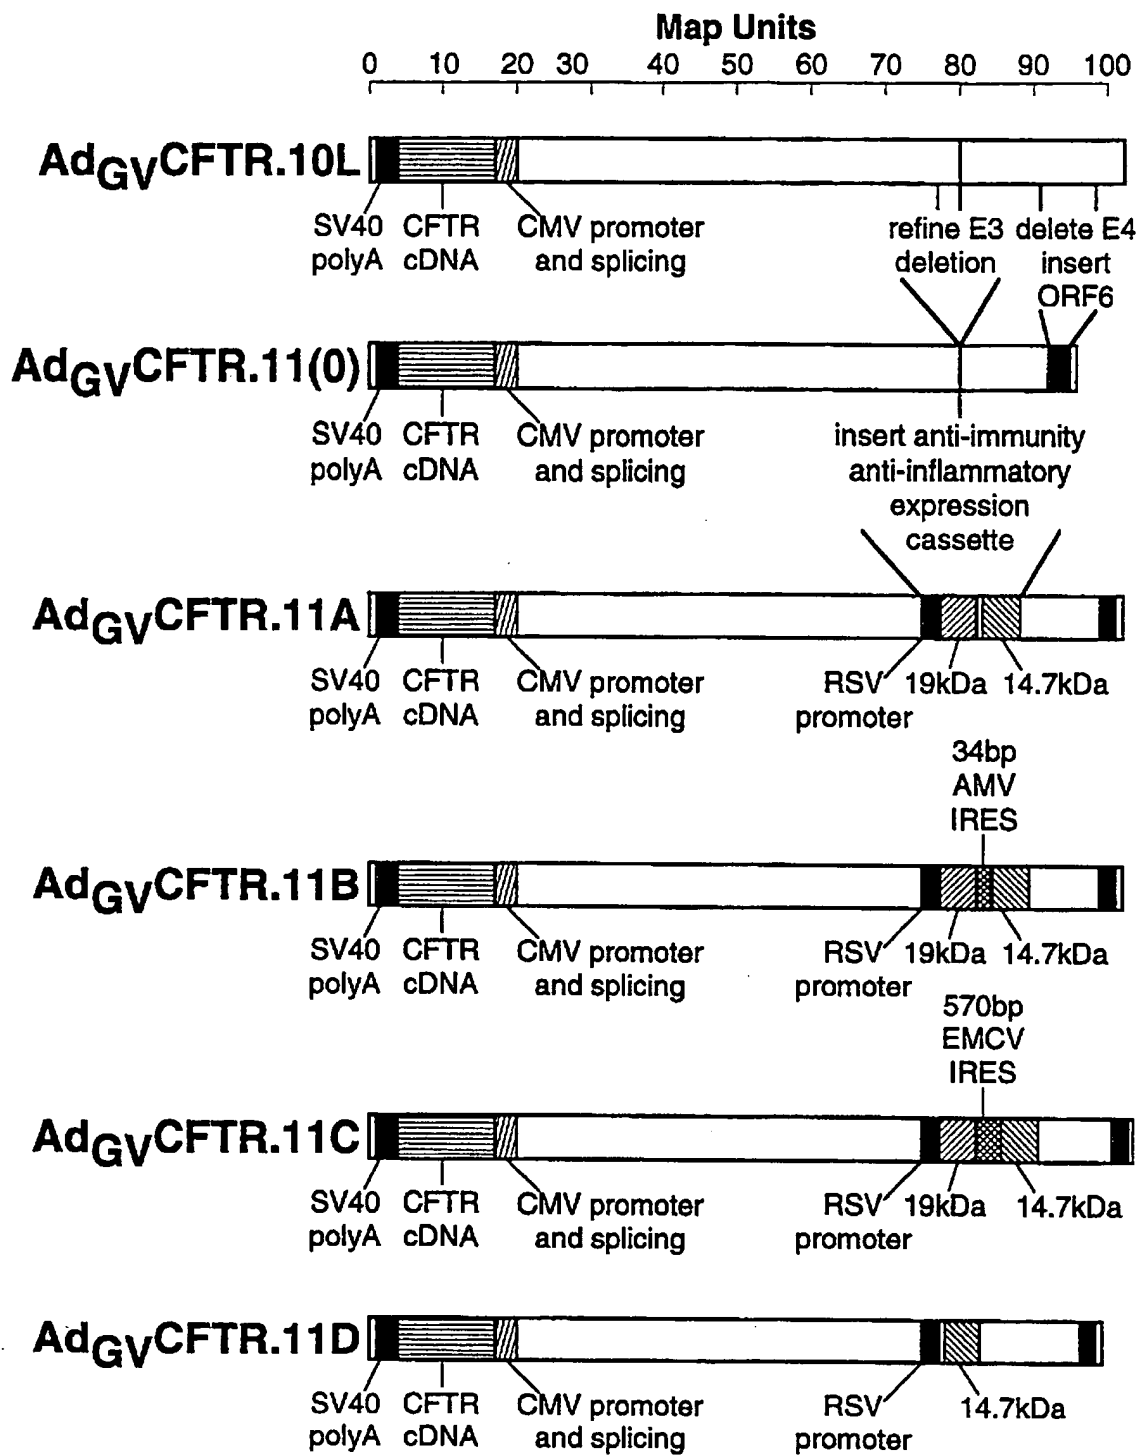 Map Units
0 10 20 30 40 50 60 70 80 90 100
AdGVCFTR.10L
SV40 CFTR CMV promoter refine E3 delete E4
polyA cDNA and splicing deletion insert
ORF6
AdGVCFTR.11(0)
SV40 CFTR CMV promoter insert anti-immunity
polyA cDNA and splicing anti-inflammatory
expression
cassette
AdGVCFTR.11A
SV40 CFTR CMV promoter RSV 19kDa 14.7kDa
polyA cDNA and splicing promoter
34bp
AMV
IRES
AdGVCFTR.11B
SV40 CFTR CMV promoter RSV 19kDa 14.7kDa
polyA cDNA and splicing promoter
570bp
EMCV
IRES
AdGVCFTR.11C
SV40 CFTR CMV promoter RSV 19kDa 14.7kDa
polyA cDNA and splicing promoter
AdGVCFTR.11D
SV40 CFTR CMV promoter RSV 14.7kDa
polyA cDNA and splicing promoter